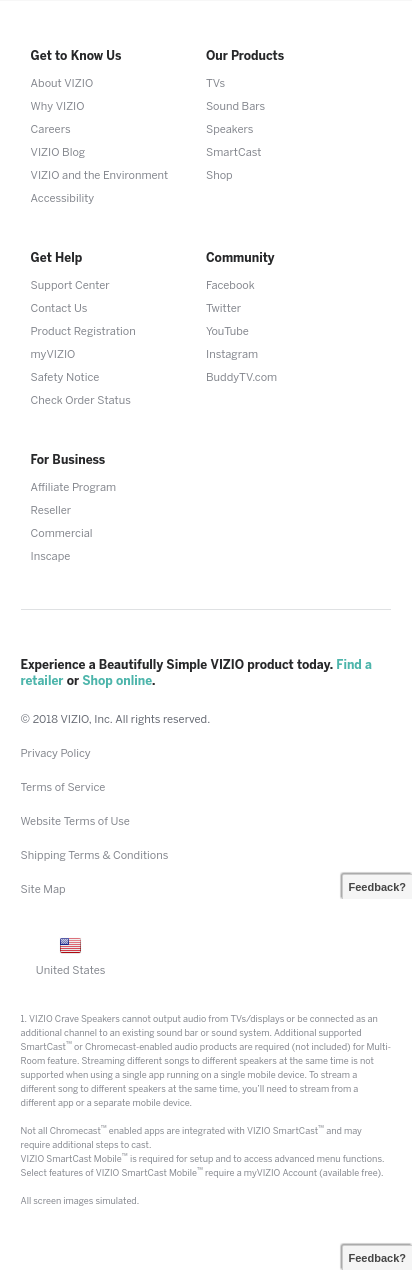 Get to Know Us
About VIZIO
Why VIZIO
Careers
VIZIO Blog
VIZIO and the Environment
Accessibility
Our Products
TVs
Sound Bars
Speakers
SmartCast
Shop
Get Help
Support Center
Contact Us
Product Registration
myVIZIO
Safety Notice
Check Order Status
Community
Facebook
Twitter
YouTube
Instagram
BuddyTV.com
For Business
Affiliate Program
Reseller
Commercial
Inscape
Experience a Beautifully Simple VIZIO product today. Find a
retailer or Shop online.
© 2018 VIZIO, Inc. All rights reserved.
Privacy Policy
Terms of Service
Website Terms of Use
Shipping Terms & Conditions
Site Map
Feedback?
United States
1. VIZIO Crave Speakers cannot output audio from TVs/displays or be connected as an
additional channel to an existing sound bar or sound system. Additional supported
SmartCast™ or Chromecast-enabled audio products are required (not included) for Multi-
Room feature. Streaming different songs to different speakers at the same time is not
supported when using a single app running on a single mobile device. To stream a
different song to different speakers at the same time, you'll need to stream from a
different app or a separate mobile device.
Not all Chromecast™ enabled apps are integrated with VIZIO SmartCast™ and may
require additional steps to cast.
VIZIO SmartCast Mobile™ is required for setup and to access advanced menu functions.
Select features of VIZIO SmartCast Mobile™ require a myVIZIO Account (available free).
All screen images simulated.
Feedback?